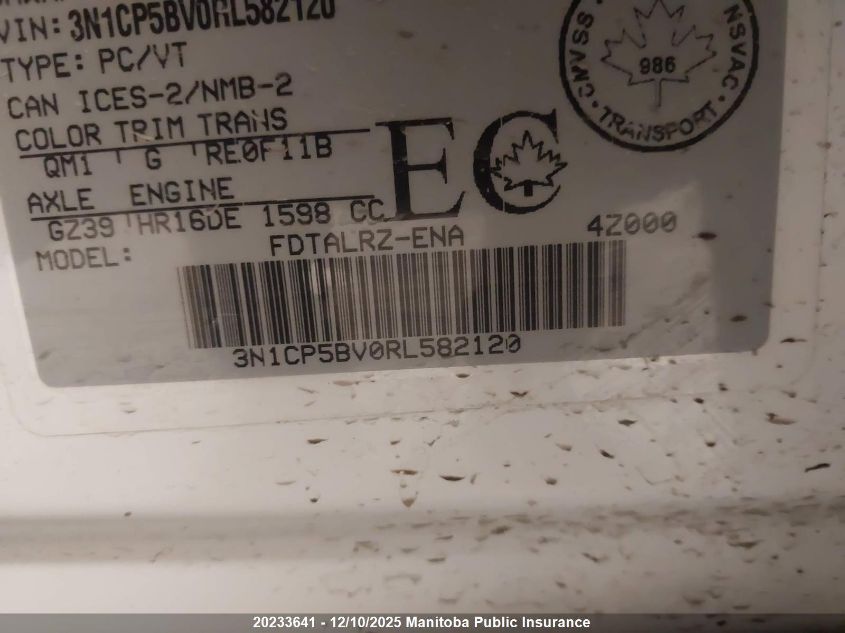 VIN: 3N1CP5BV0RL582120
TYPE: PC/VT
CAN ICES-2/NMB-2
COLOR TRIM TRANS
QM1 G RE0F11B
AXLE ENGINE
GZ39 HR16DE 1598 CC
MODEL: FDTALRZ-ENA 4Z000
3N1CP5BV0RL582120
EC
CMVSS · NSVAC · TRANSPORT
986
20233641 - 12/10/2025 Manitoba Public Insurance